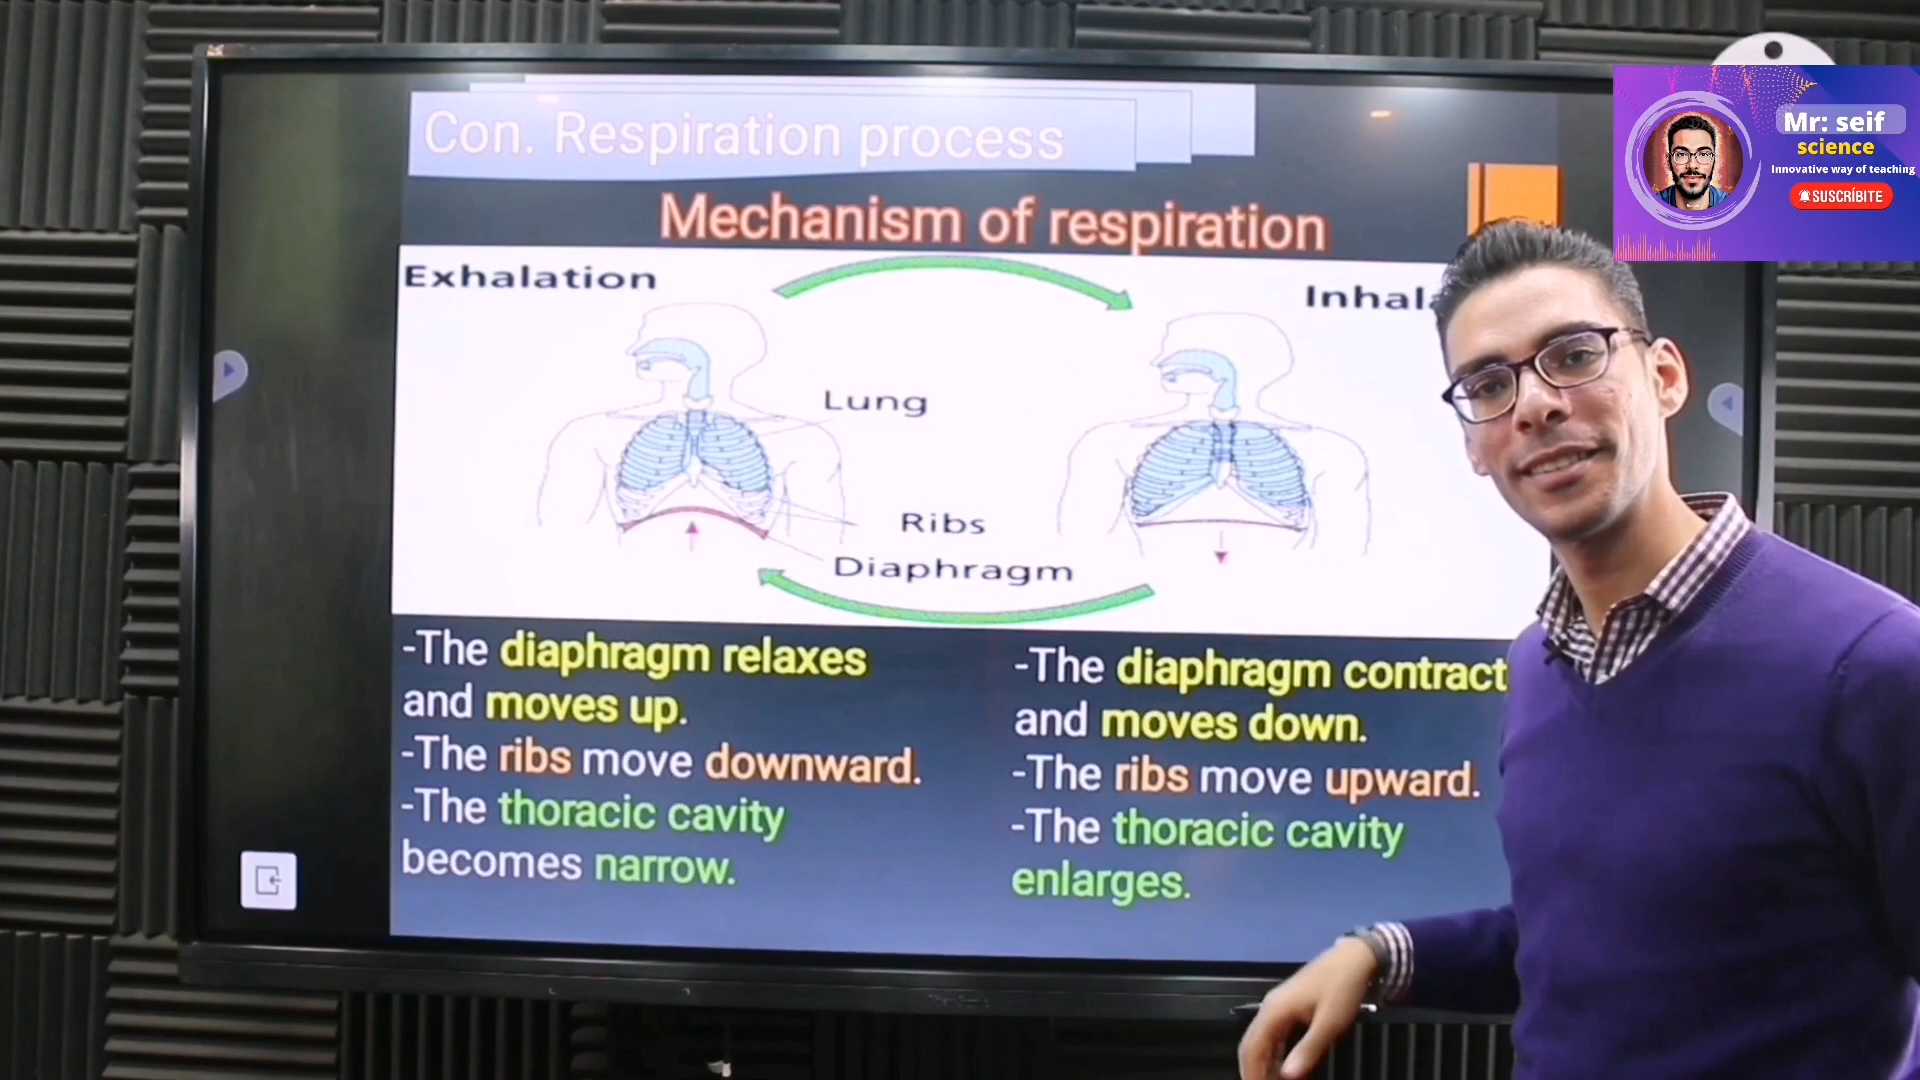 Con. Respiration process
Mechanism of respiration
Exhalation
Lung
Ribs
Diaphragm
-The diaphragm relaxes
and moves up.
-The ribs move downward.
-The thoracic cavity
becomes narrow.
-The diaphragm contract
and moves down.
-The ribs move upward.
-The thoracic cavity
enlarges.
Mr: seif
science
Innovative way of teaching
SUSCRÍBITE